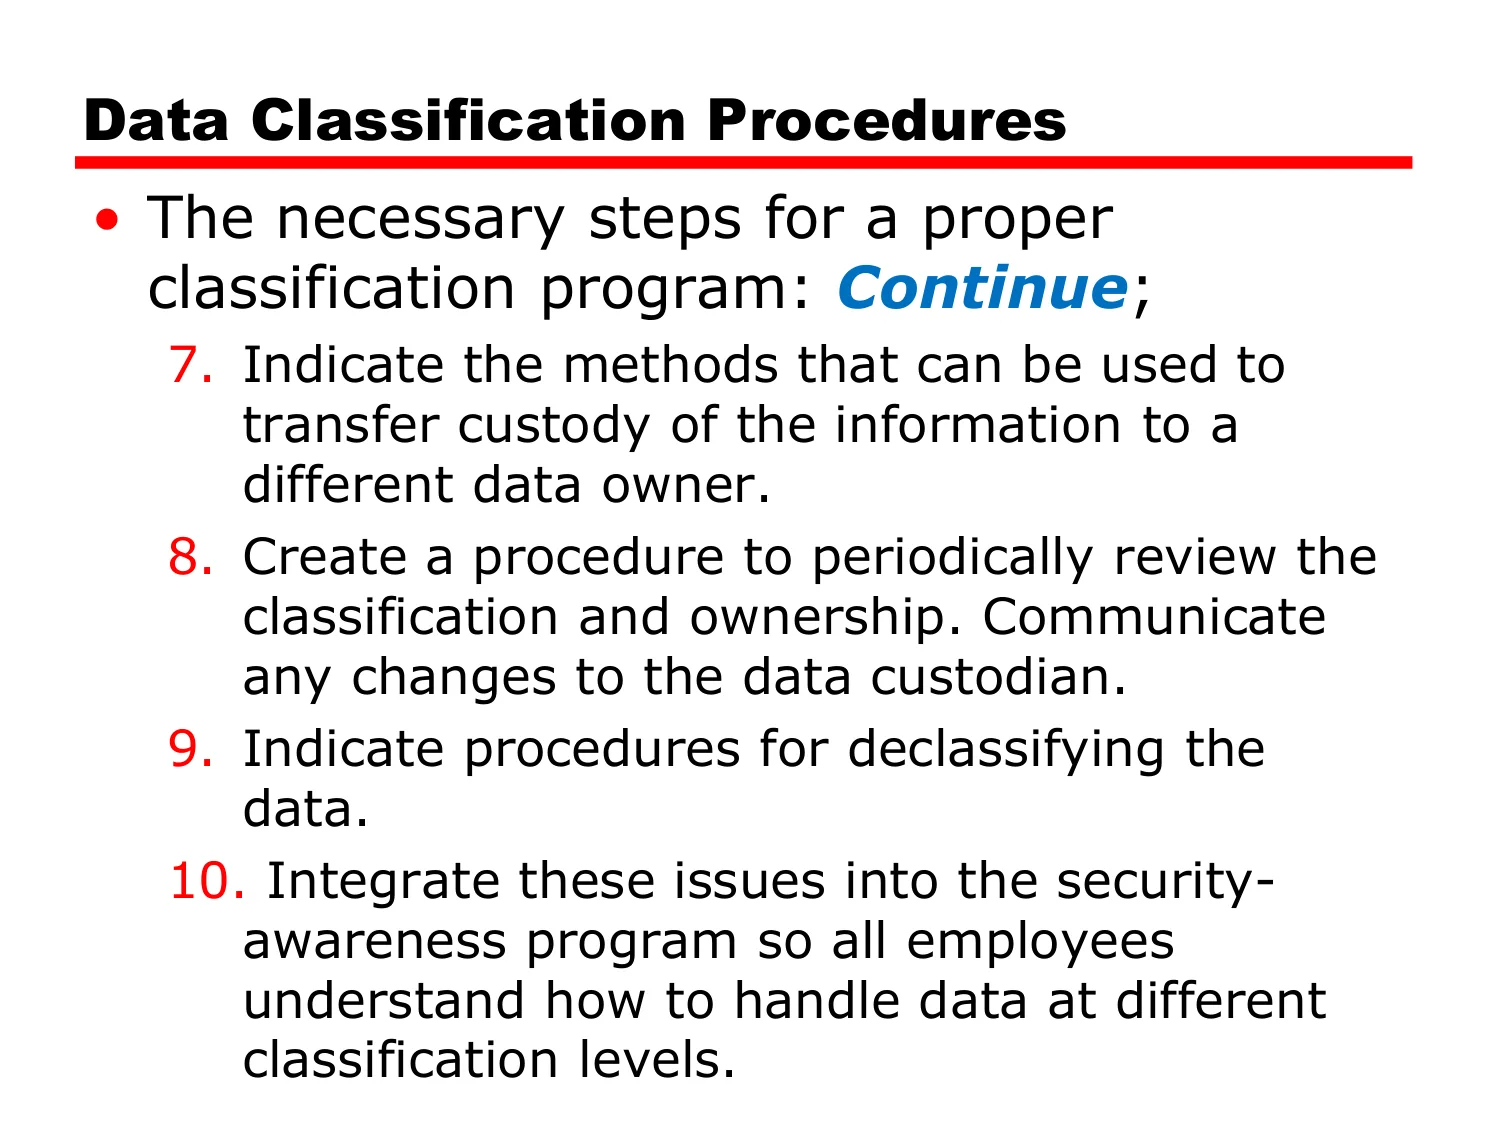 Data Classification Procedures
• The necessary steps for a proper
classification program: Continue;
7. Indicate the methods that can be used to
transfer custody of the information to a
different data owner.
8. Create a procedure to periodically review the
classification and ownership. Communicate
any changes to the data custodian.
9. Indicate procedures for declassifying the
data.
10. Integrate these issues into the security-
awareness program so all employees
understand how to handle data at different
classification levels.